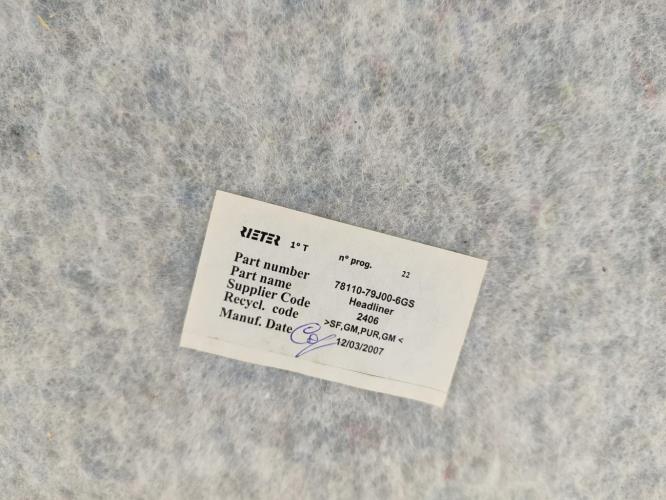 RIETER 1° T n° prog. 22
Part number 78110-79J00-6GS
Part name Headliner
Supplier Code 2406
Recycl. code >SF,GM,PUR,GM <
Manuf. Date 12/03/2007